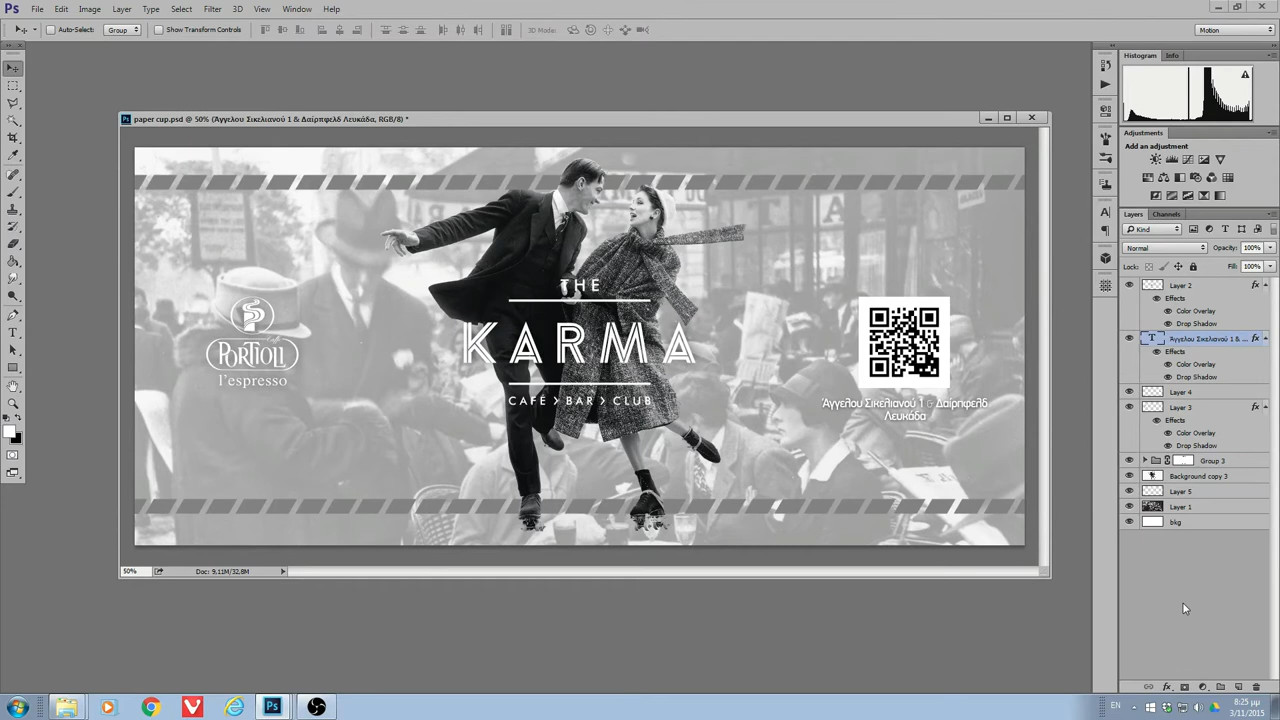 Ps File Edit Image Layer Type Select Filter 3D View Window Help
Auto-Select: Group Show Transform Controls 3D Mode: Motion
Histogram Info
paper cup.psd @ 50% (Άγγελου Σικελιανού 1 & Δαίρπφελδ Λευκάδα, RGB/8) *
Adjustments
Add an adjustment
Layers Channels
Kind
Normal Opacity: 100%
Lock: Fill: 100%
Layer 2 fx
Effects
Color Overlay
Drop Shadow
T Άγγελου Σικελιανού 1 & ... fx
Effects
Color Overlay
Drop Shadow
Layer 4
Layer 3 fx
Effects
Color Overlay
Drop Shadow
Group 3
Background copy 3
Layer 5
Layer 1
bkg
THE
KARMA
CAFÉ > BAR > CLUB
Caffè
PORTIOLI
l'espresso
Άγγελου Σικελιανού 1 & Δαίρπφελδ
Λευκάδα
A
50% Doc: 9,11M/32,8M
EN 8:25 μμ
3/11/2015